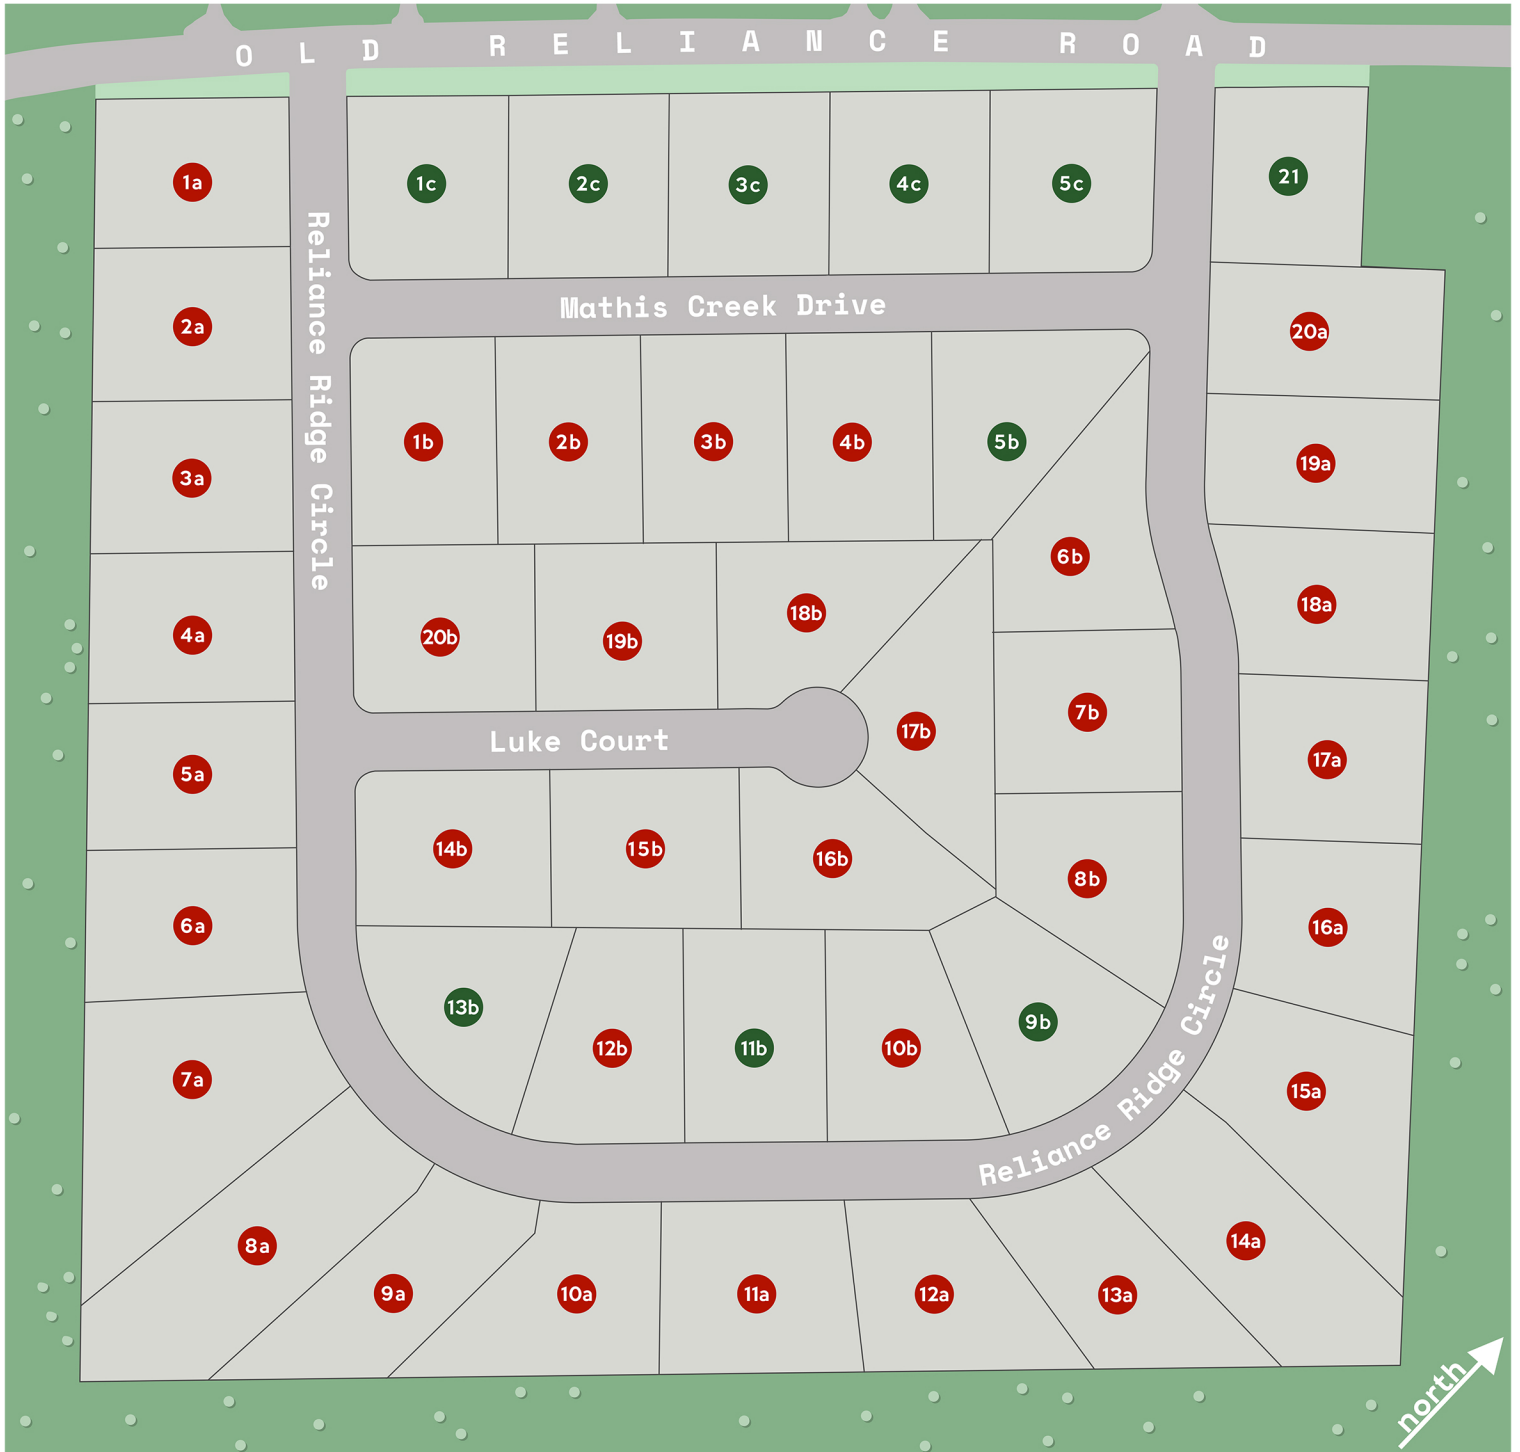 OLD RELIANCE ROAD
1a
1c
2c
3c
4c
5c
21
Reliance Ridge Circle
Mathis Creek Drive
2a
20a
3a
1b
2b
3b
4b
5b
19a
6b
18a
4a
20b
19b
18b
7b
17b
17a
Luke Court
5a
14b
15b
16b
8b
6a
16a
13b
12b
11b
10b
9b
Reliance Ridge Circle
7a
15a
8a
14a
9a
10a
11a
12a
13a
north